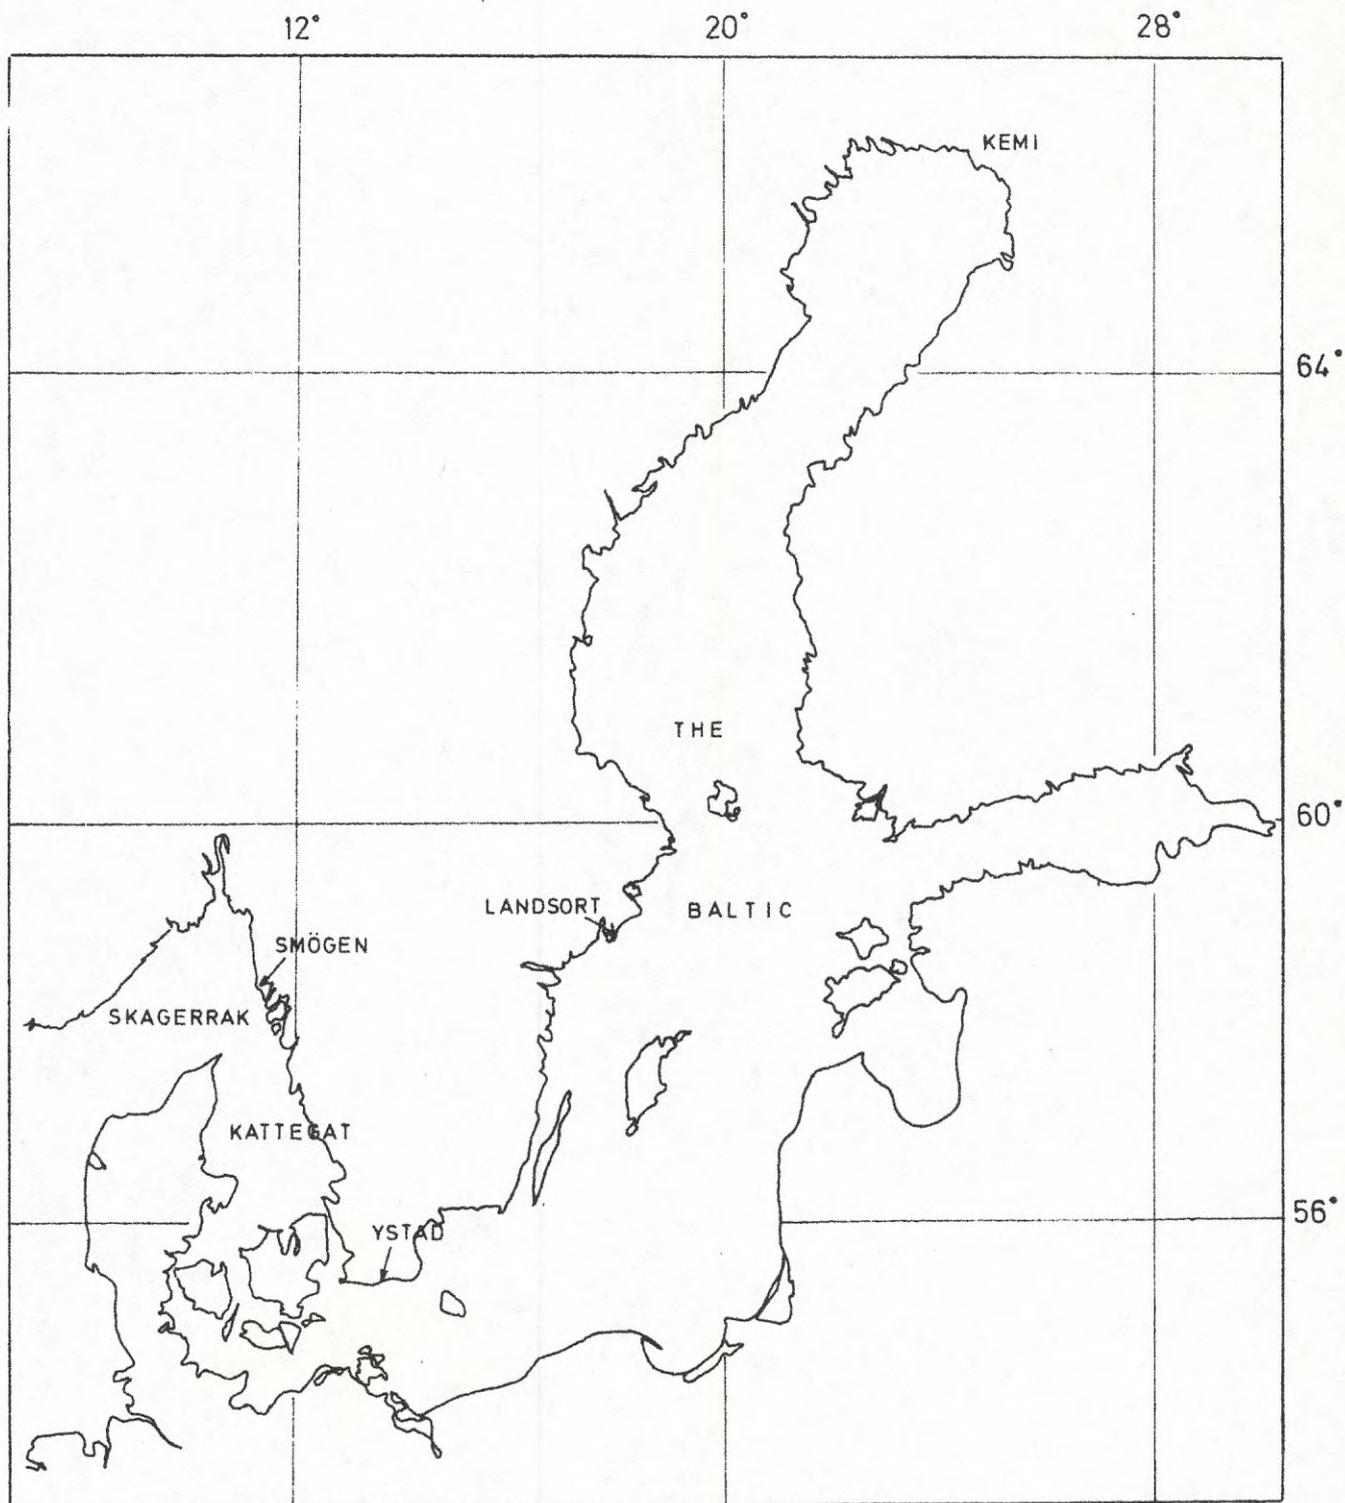 12° 20° 28°
KEMI
64°
THE
60°
LANDSORT BALTIC
SMÖGEN
SKAGERRAK
KATTEGAT
56°
YSTAD